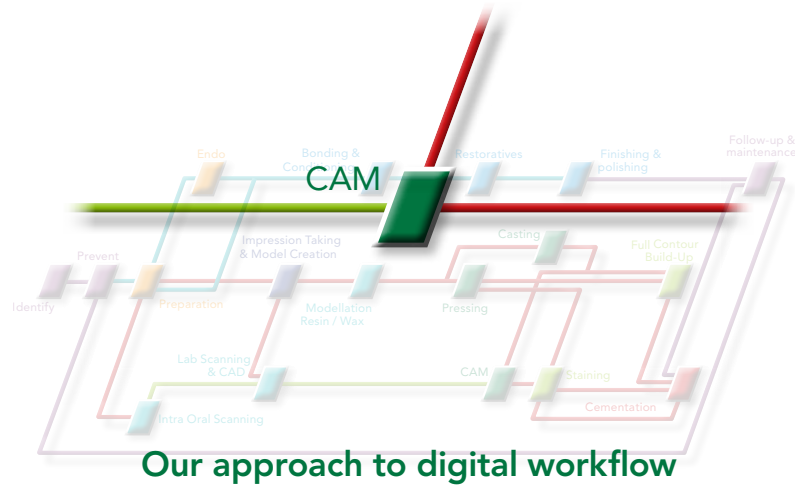 Follow-up &
maintenance
Endo
Bonding &
Restoratives
Finishing &
polishing
CAM
Casting
Impression Taking
& Model Creation
Full Contour
Build-Up
Prevent
Identify
Preparation
Modellation
Resin / Wax
Pressing
Lab Scanning
& CAD
CAM
Staining
Cementation
Intra Oral Scanning
Our approach to digital workflow